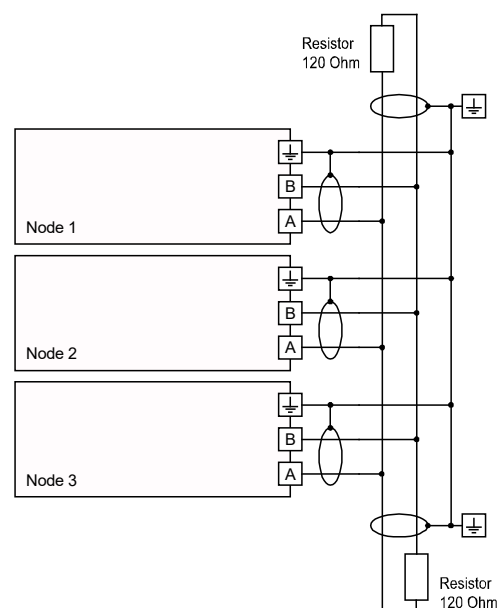 Resistor
120 Ohm
B
A
Node 1
B
A
Node 2
B
A
Node 3
Resistor
120 Ohm